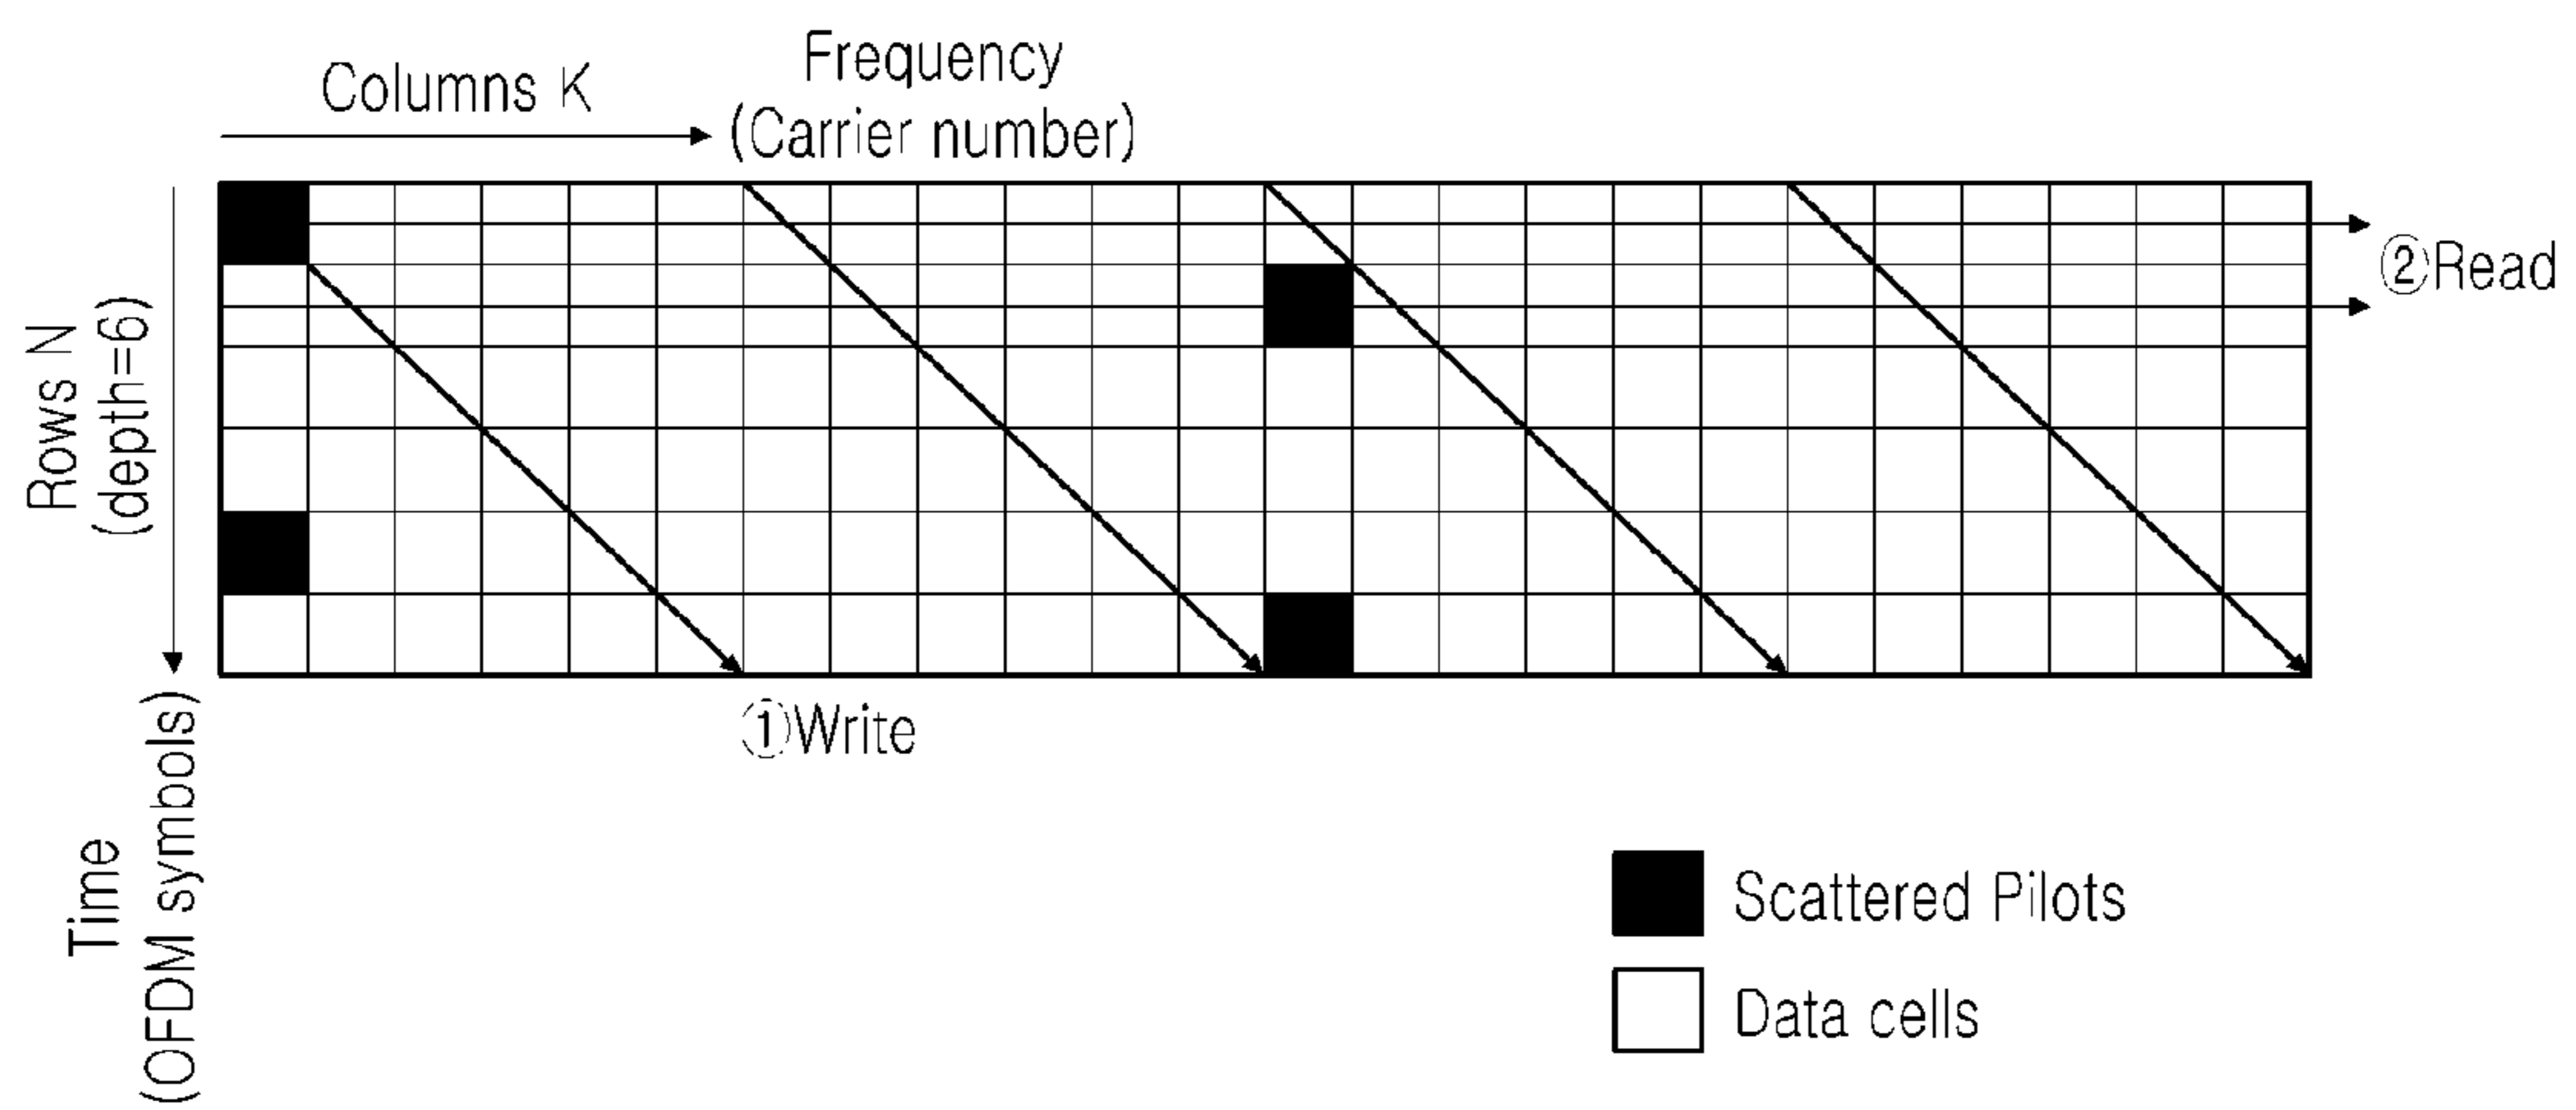 Columns K
Frequency
(Carrier number)
②Read
Rows N
(depth=6)
①Write
Time
(OFDM symbols)
Scattered Pilots
Data cells